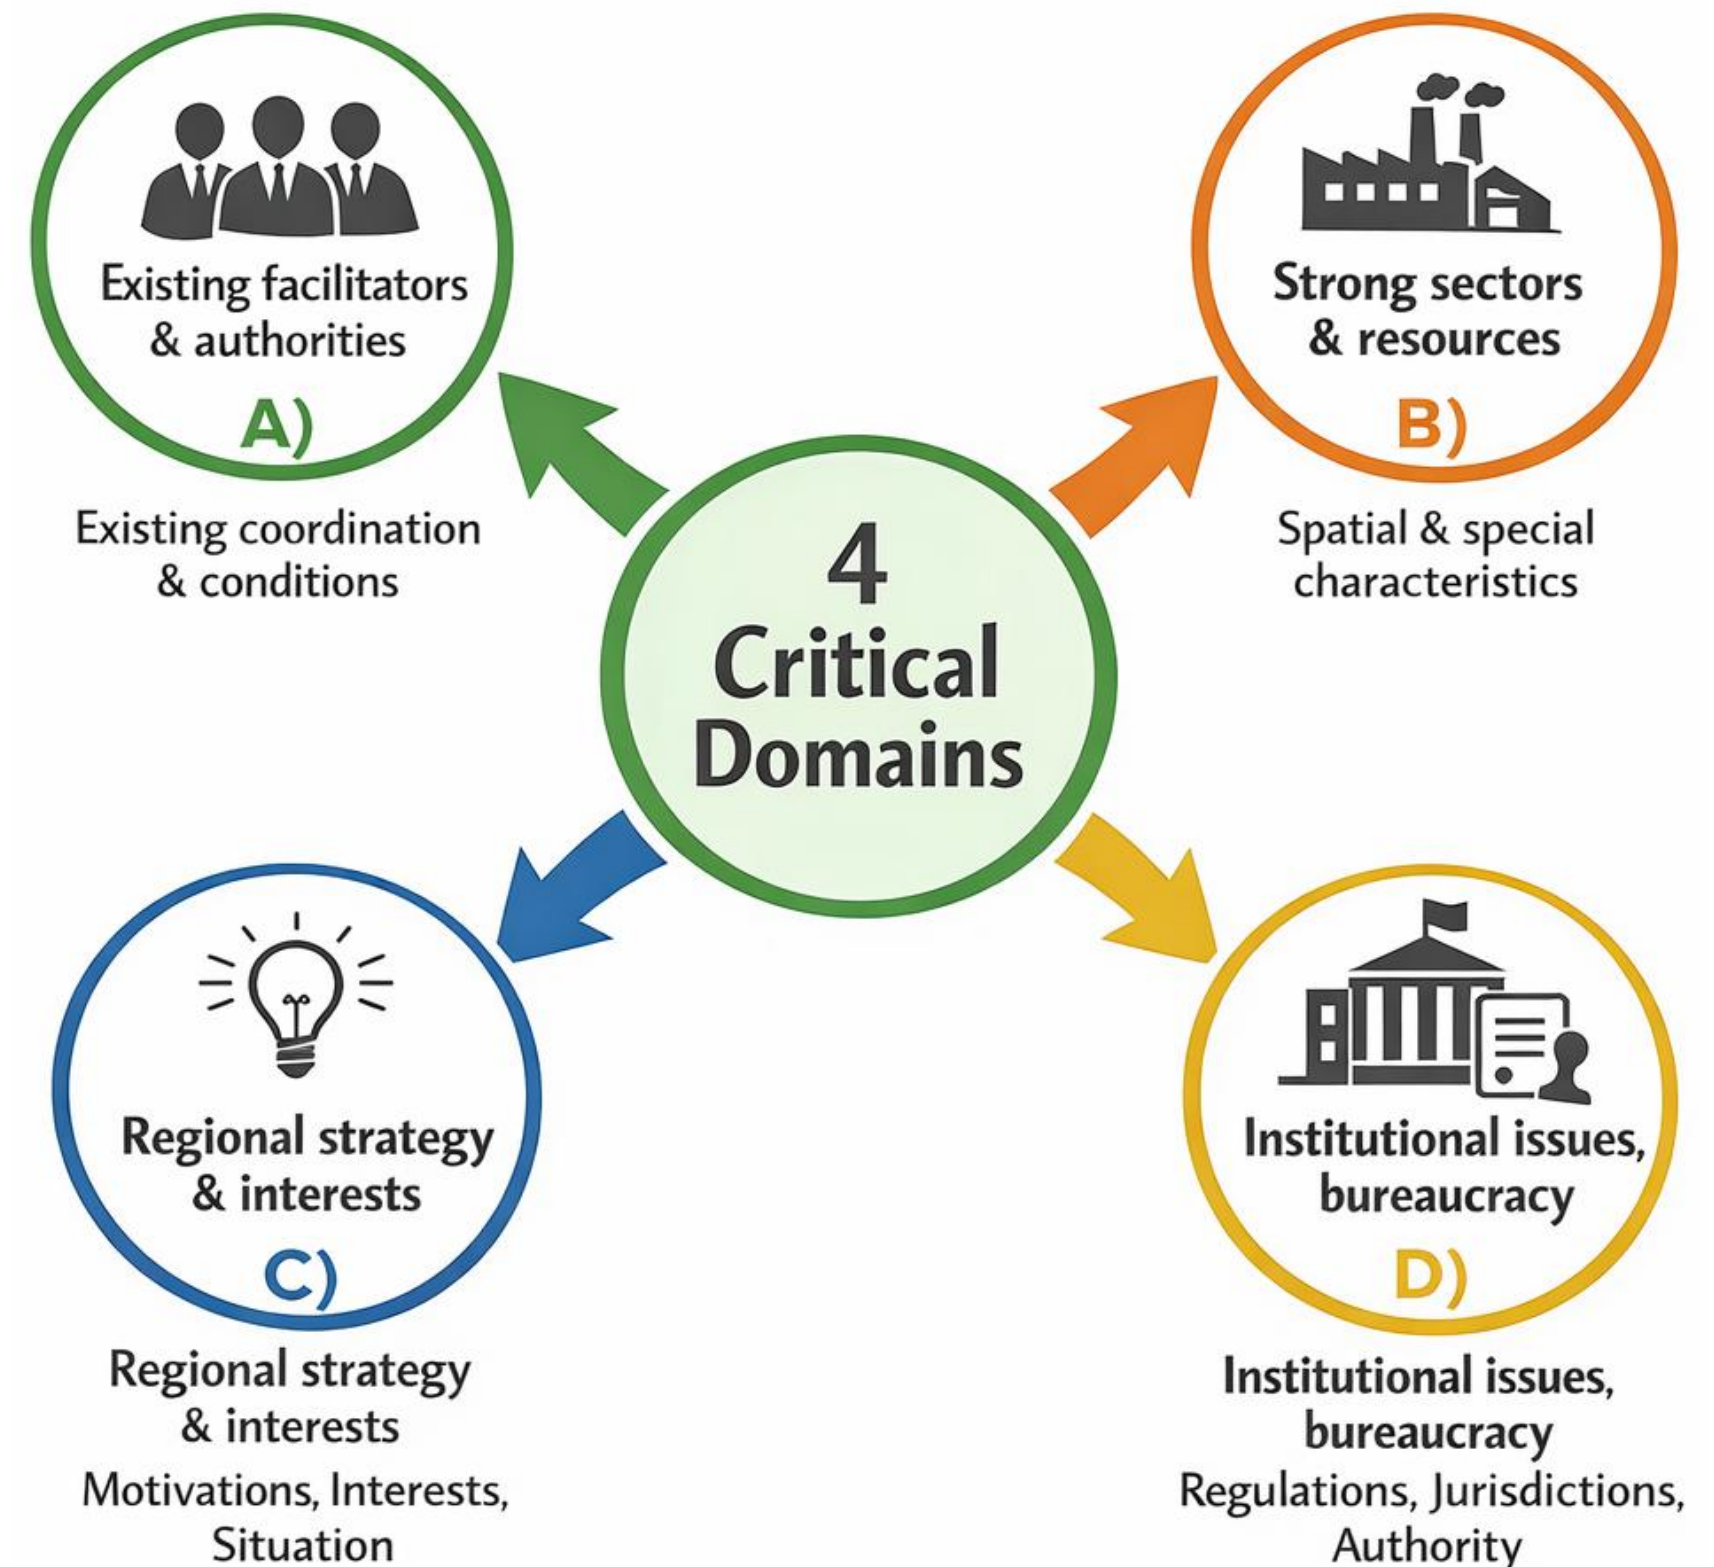 Existing facilitators
& authorities
A)
Existing coordination
& conditions
Strong sectors
& resources
B)
Spatial & special
characteristics
4
Critical
Domains
Regional strategy
& interests
C)
Regional strategy
& interests
Motivations, Interests,
Situation
Institutional issues,
bureaucracy
D)
Institutional issues,
bureaucracy
Regulations, Jurisdictions,
Authority